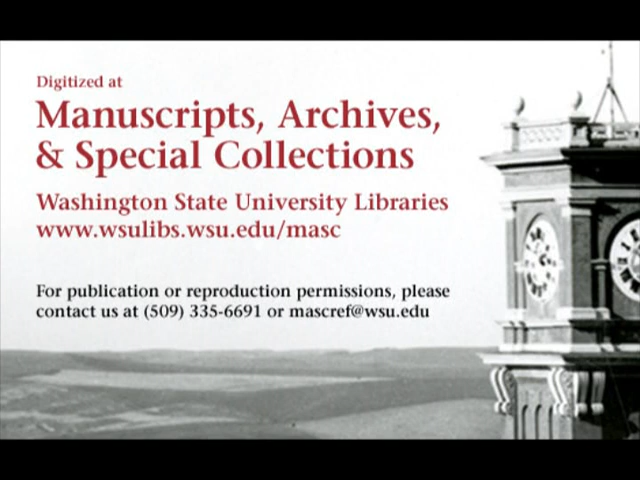 Digitized at
Manuscripts, Archives,
& Special Collections
Washington State University Libraries
www.wsulibs.wsu.edu/masc
For publication or reproduction permissions, please
contact us at (509) 335-6691 or mascref@wsu.edu